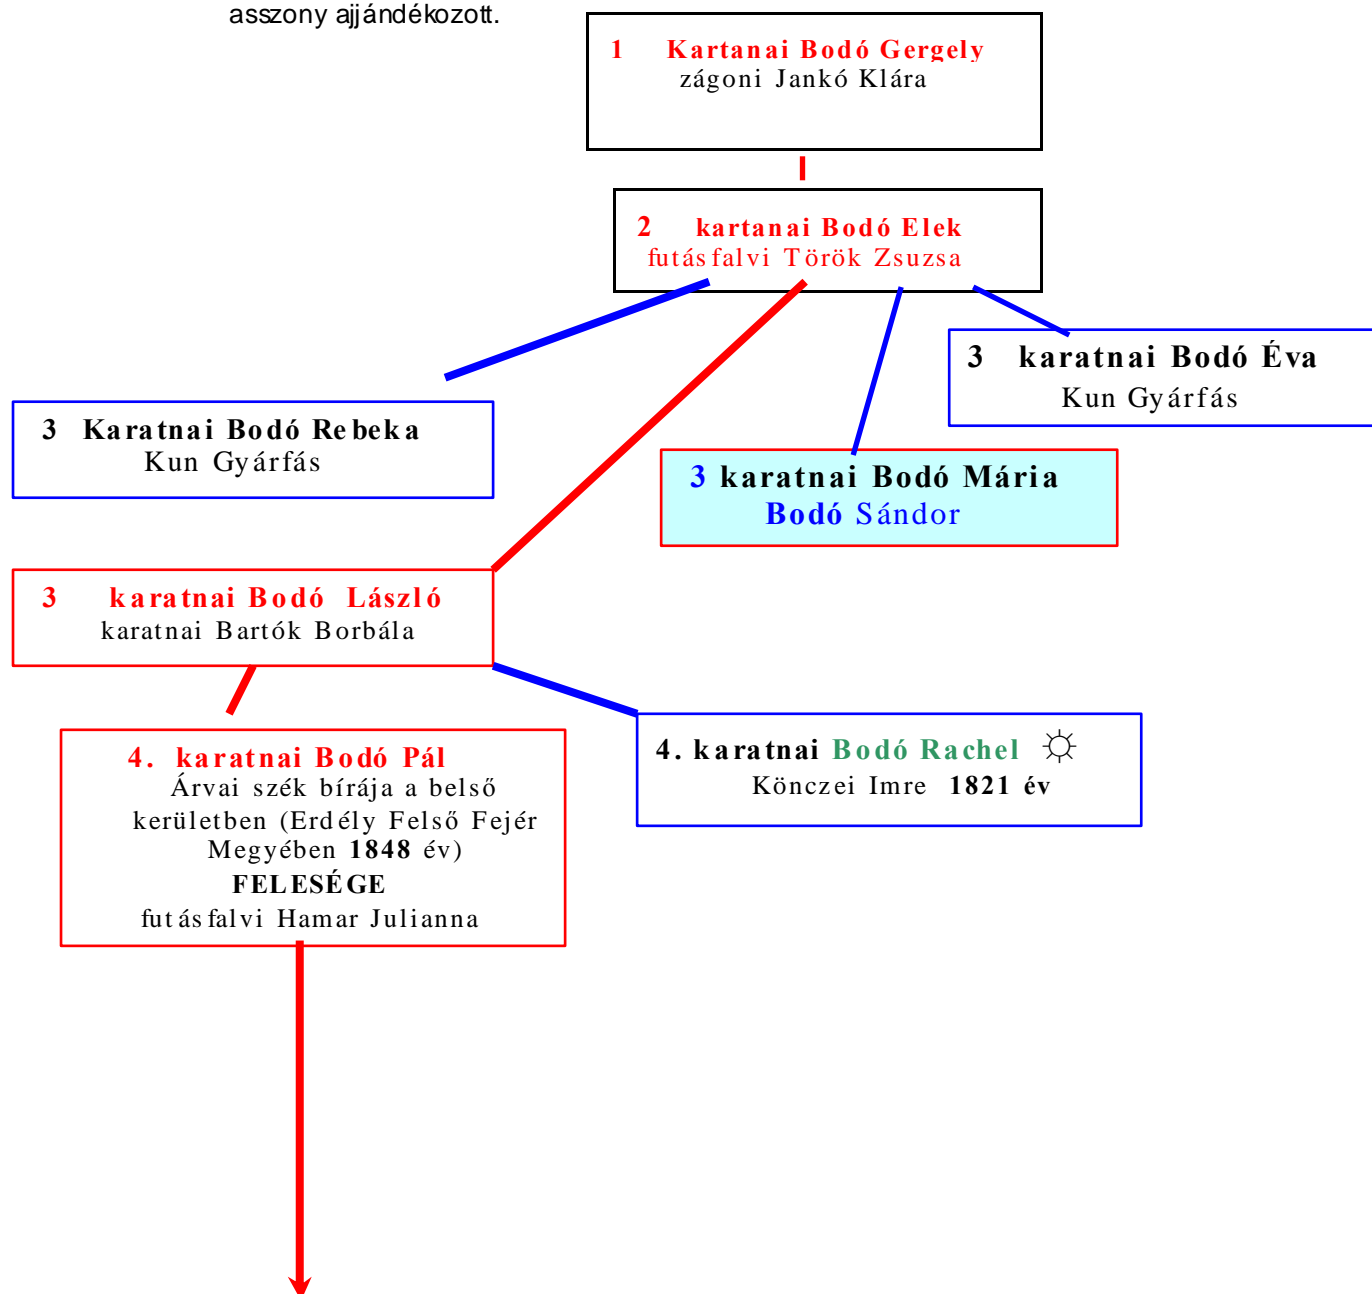 asszony ajjándékozott.
1 Kartanai Bodó Gergely
zágoni Jankó Klára
2 kartanai Bodó Elek
futásfalvi Török Zsuzsa
3 karatnai Bodó Éva
Kun Gyárfás
3 Karatnai Bodó Rebeka
Kun Gyárfás
3 karatnai Bodó Mária
Bodó Sándor
3 karatnai Bodó László
karatnai Bartók Borbála
4. karatnai Bodó Pál
Árvai szék bírája a belső
kerületben (Erdély Felső Fejér
Megyében 1848 év)
FELESÉGE
futásfalvi Hamar Julianna
4. karatnai Bodó Rachel ☼
Könczei Imre 1821 év